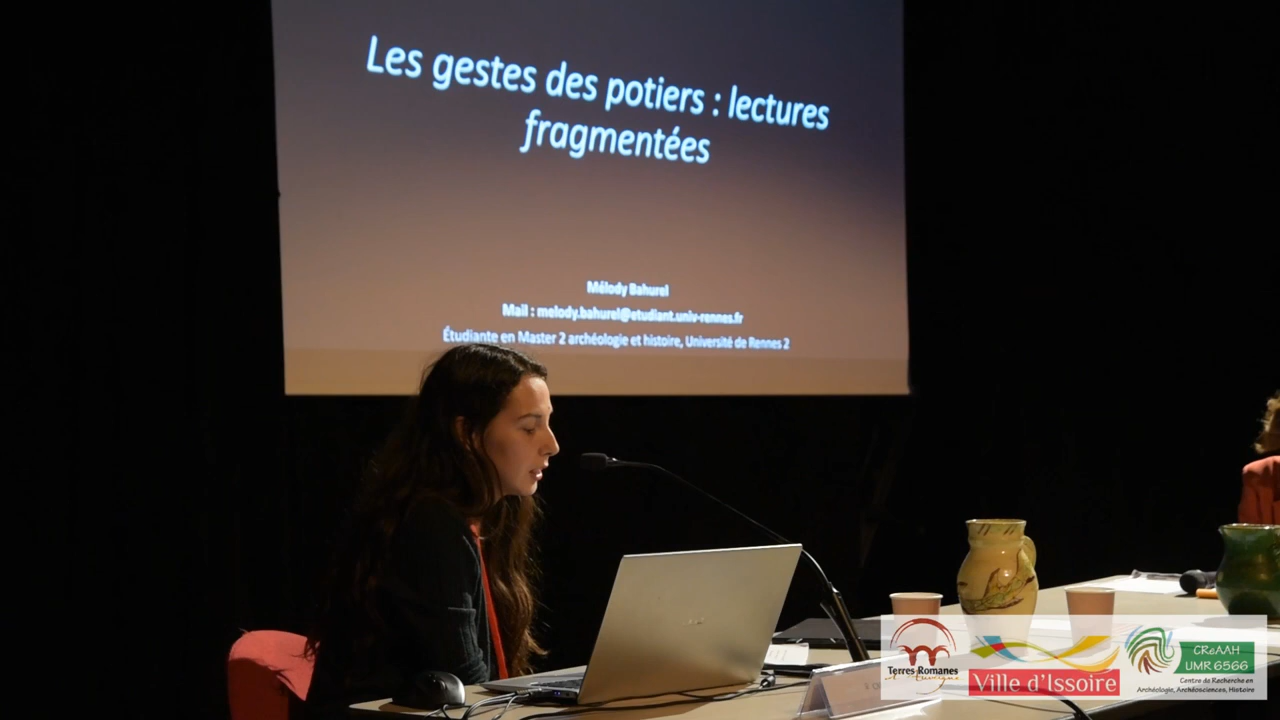 Les gestes des potiers : lectures
fragmentées
Mélody Bahurel
Mail : melody.bahurel@etudiant.univ-rennes.fr
Étudiante en Master 2 archéologie et histoire, Université de Rennes 2
Terres Romanes
d'Auvergne
Ville d'Issoire
CReAAH
UMR 6566
Centre de Recherche en
Archéologie, Archéosciences, Histoire